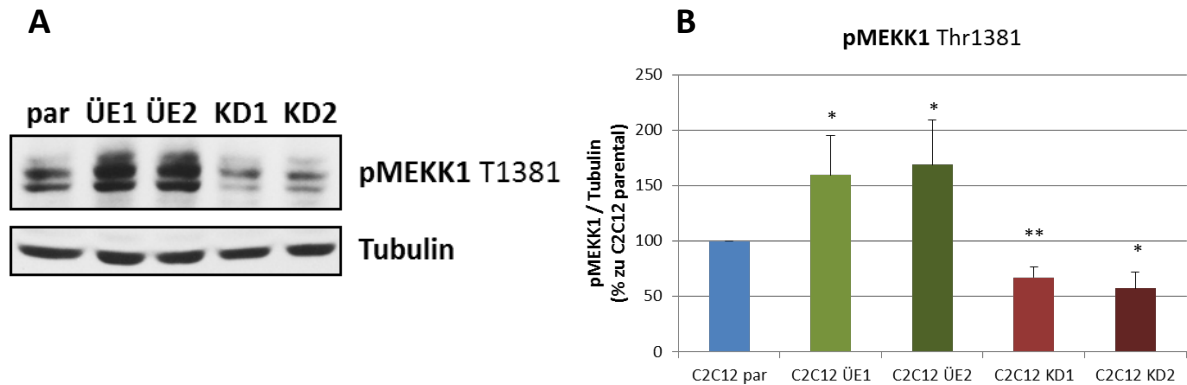 A
par ÜE1 ÜE2 KD1 KD2
pMEKK1 T1381
Tubulin
B
pMEKK1 Thr1381
pMEKK1 / Tubulin
(% zu C2C12 parental)
250
200
150
100
50
0
*
*
**
*
C2C12 par C2C12 ÜE1 C2C12 ÜE2 C2C12 KD1 C2C12 KD2